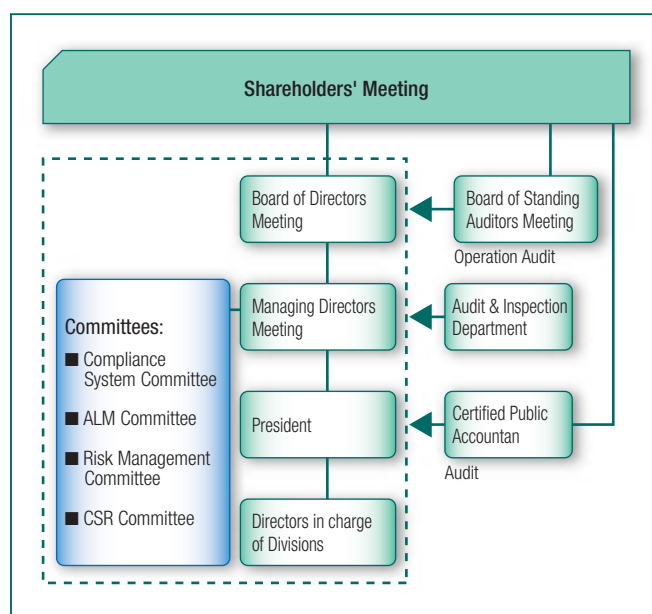 Shareholders' Meeting
Board of Directors
Meeting
Board of Standing
Auditors Meeting
Operation Audit
Committees:
■ Compliance
System Committee
■ ALM Committee
■ Risk Management
Committee
■ CSR Committee
Managing Directors
Meeting
Audit & Inspection
Department
President
Certified Public
Accountan
Audit
Directors in charge
of Divisions